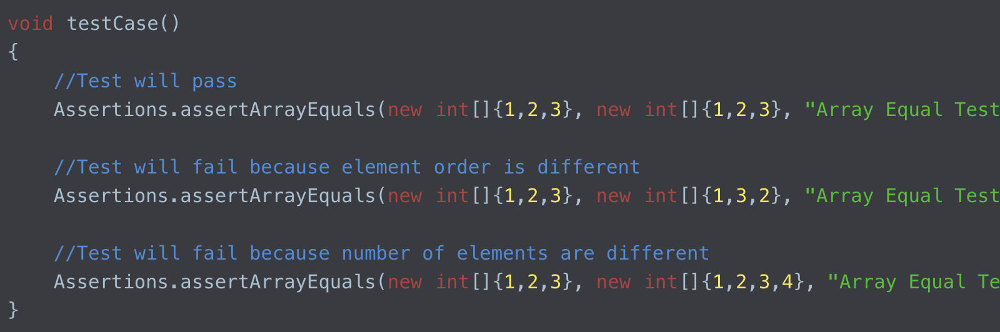 void testCase()
{
    //Test will pass
    Assertions.assertArrayEquals(new int[]{1,2,3}, new int[]{1,2,3}, "Array Equal Test

    //Test will fail because element order is different
    Assertions.assertArrayEquals(new int[]{1,2,3}, new int[]{1,3,2}, "Array Equal Test

    //Test will fail because number of elements are different
    Assertions.assertArrayEquals(new int[]{1,2,3}, new int[]{1,2,3,4}, "Array Equal Te
}